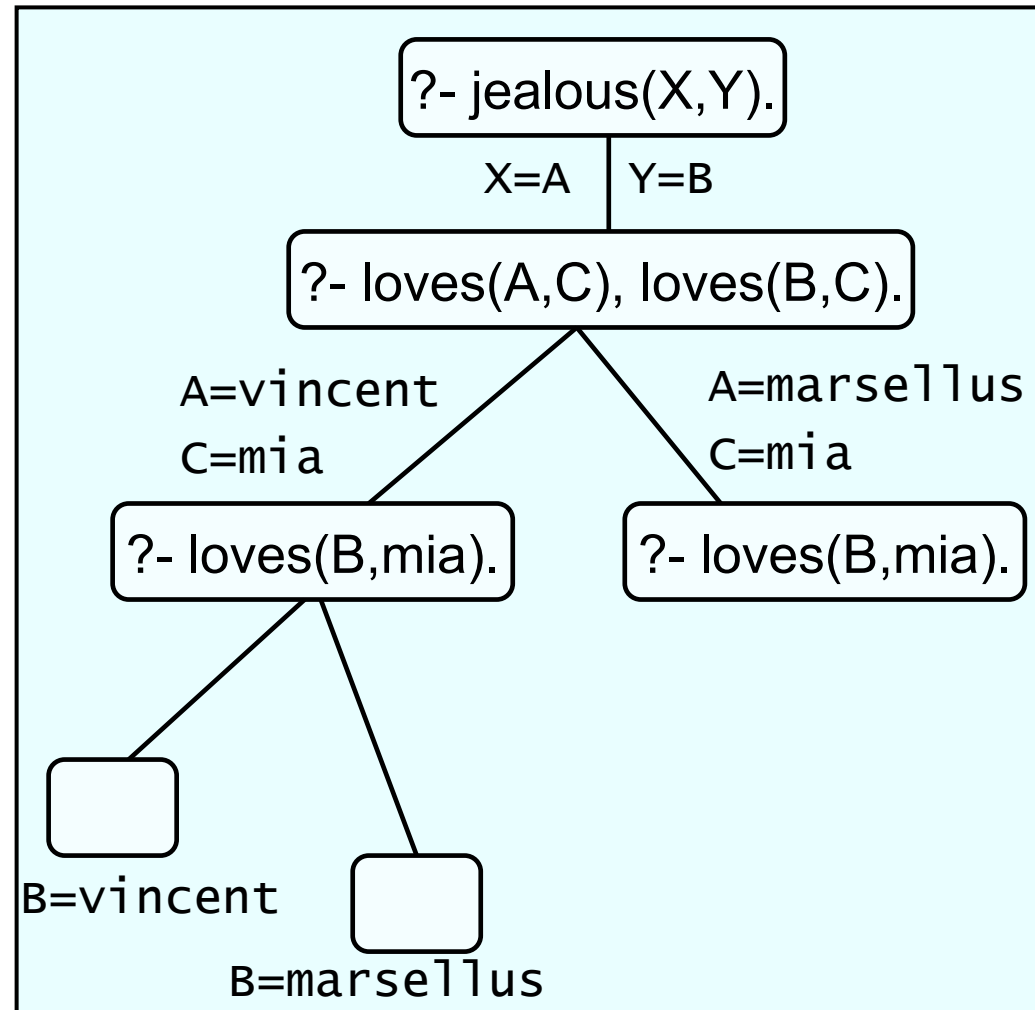 ?- jealous(X,Y).
X=A Y=B
?- loves(A,C), loves(B,C).
A=vincent
C=mia
A=marsellus
C=mia
?- loves(B,mia).
?- loves(B,mia).
B=vincent
B=marsellus